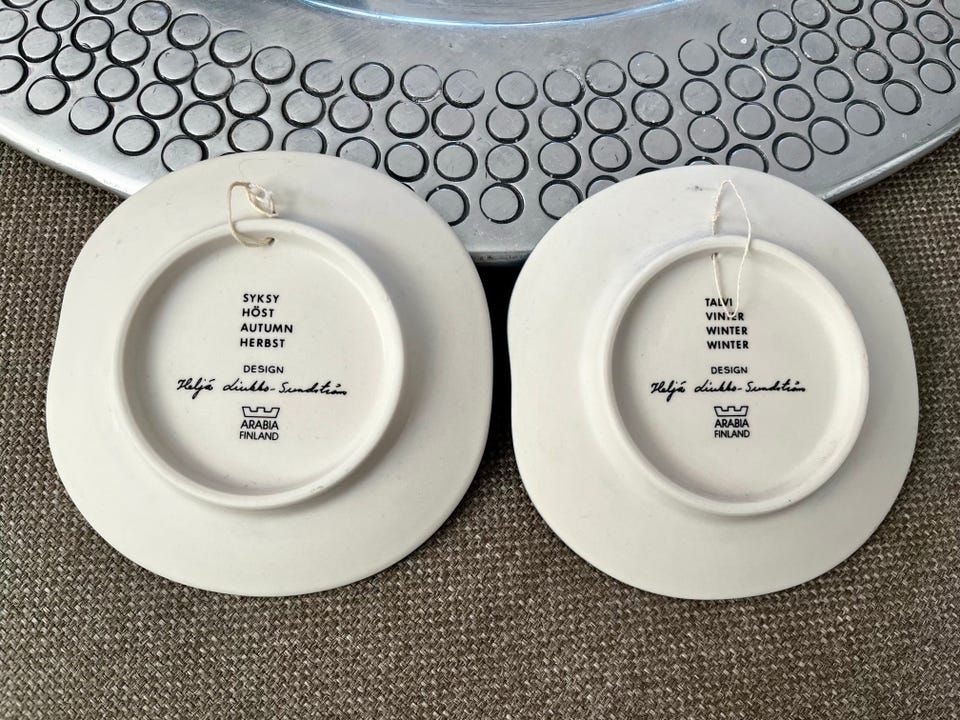 SYKSY
HÖST
AUTUMN
HERBST
DESIGN
Heljä Liukko-Sundström
ARABIA
FINLAND
TALVI
VINTER
WINTER
WINTER
DESIGN
Heljä Liukko-Sundström
ARABIA
FINLAND